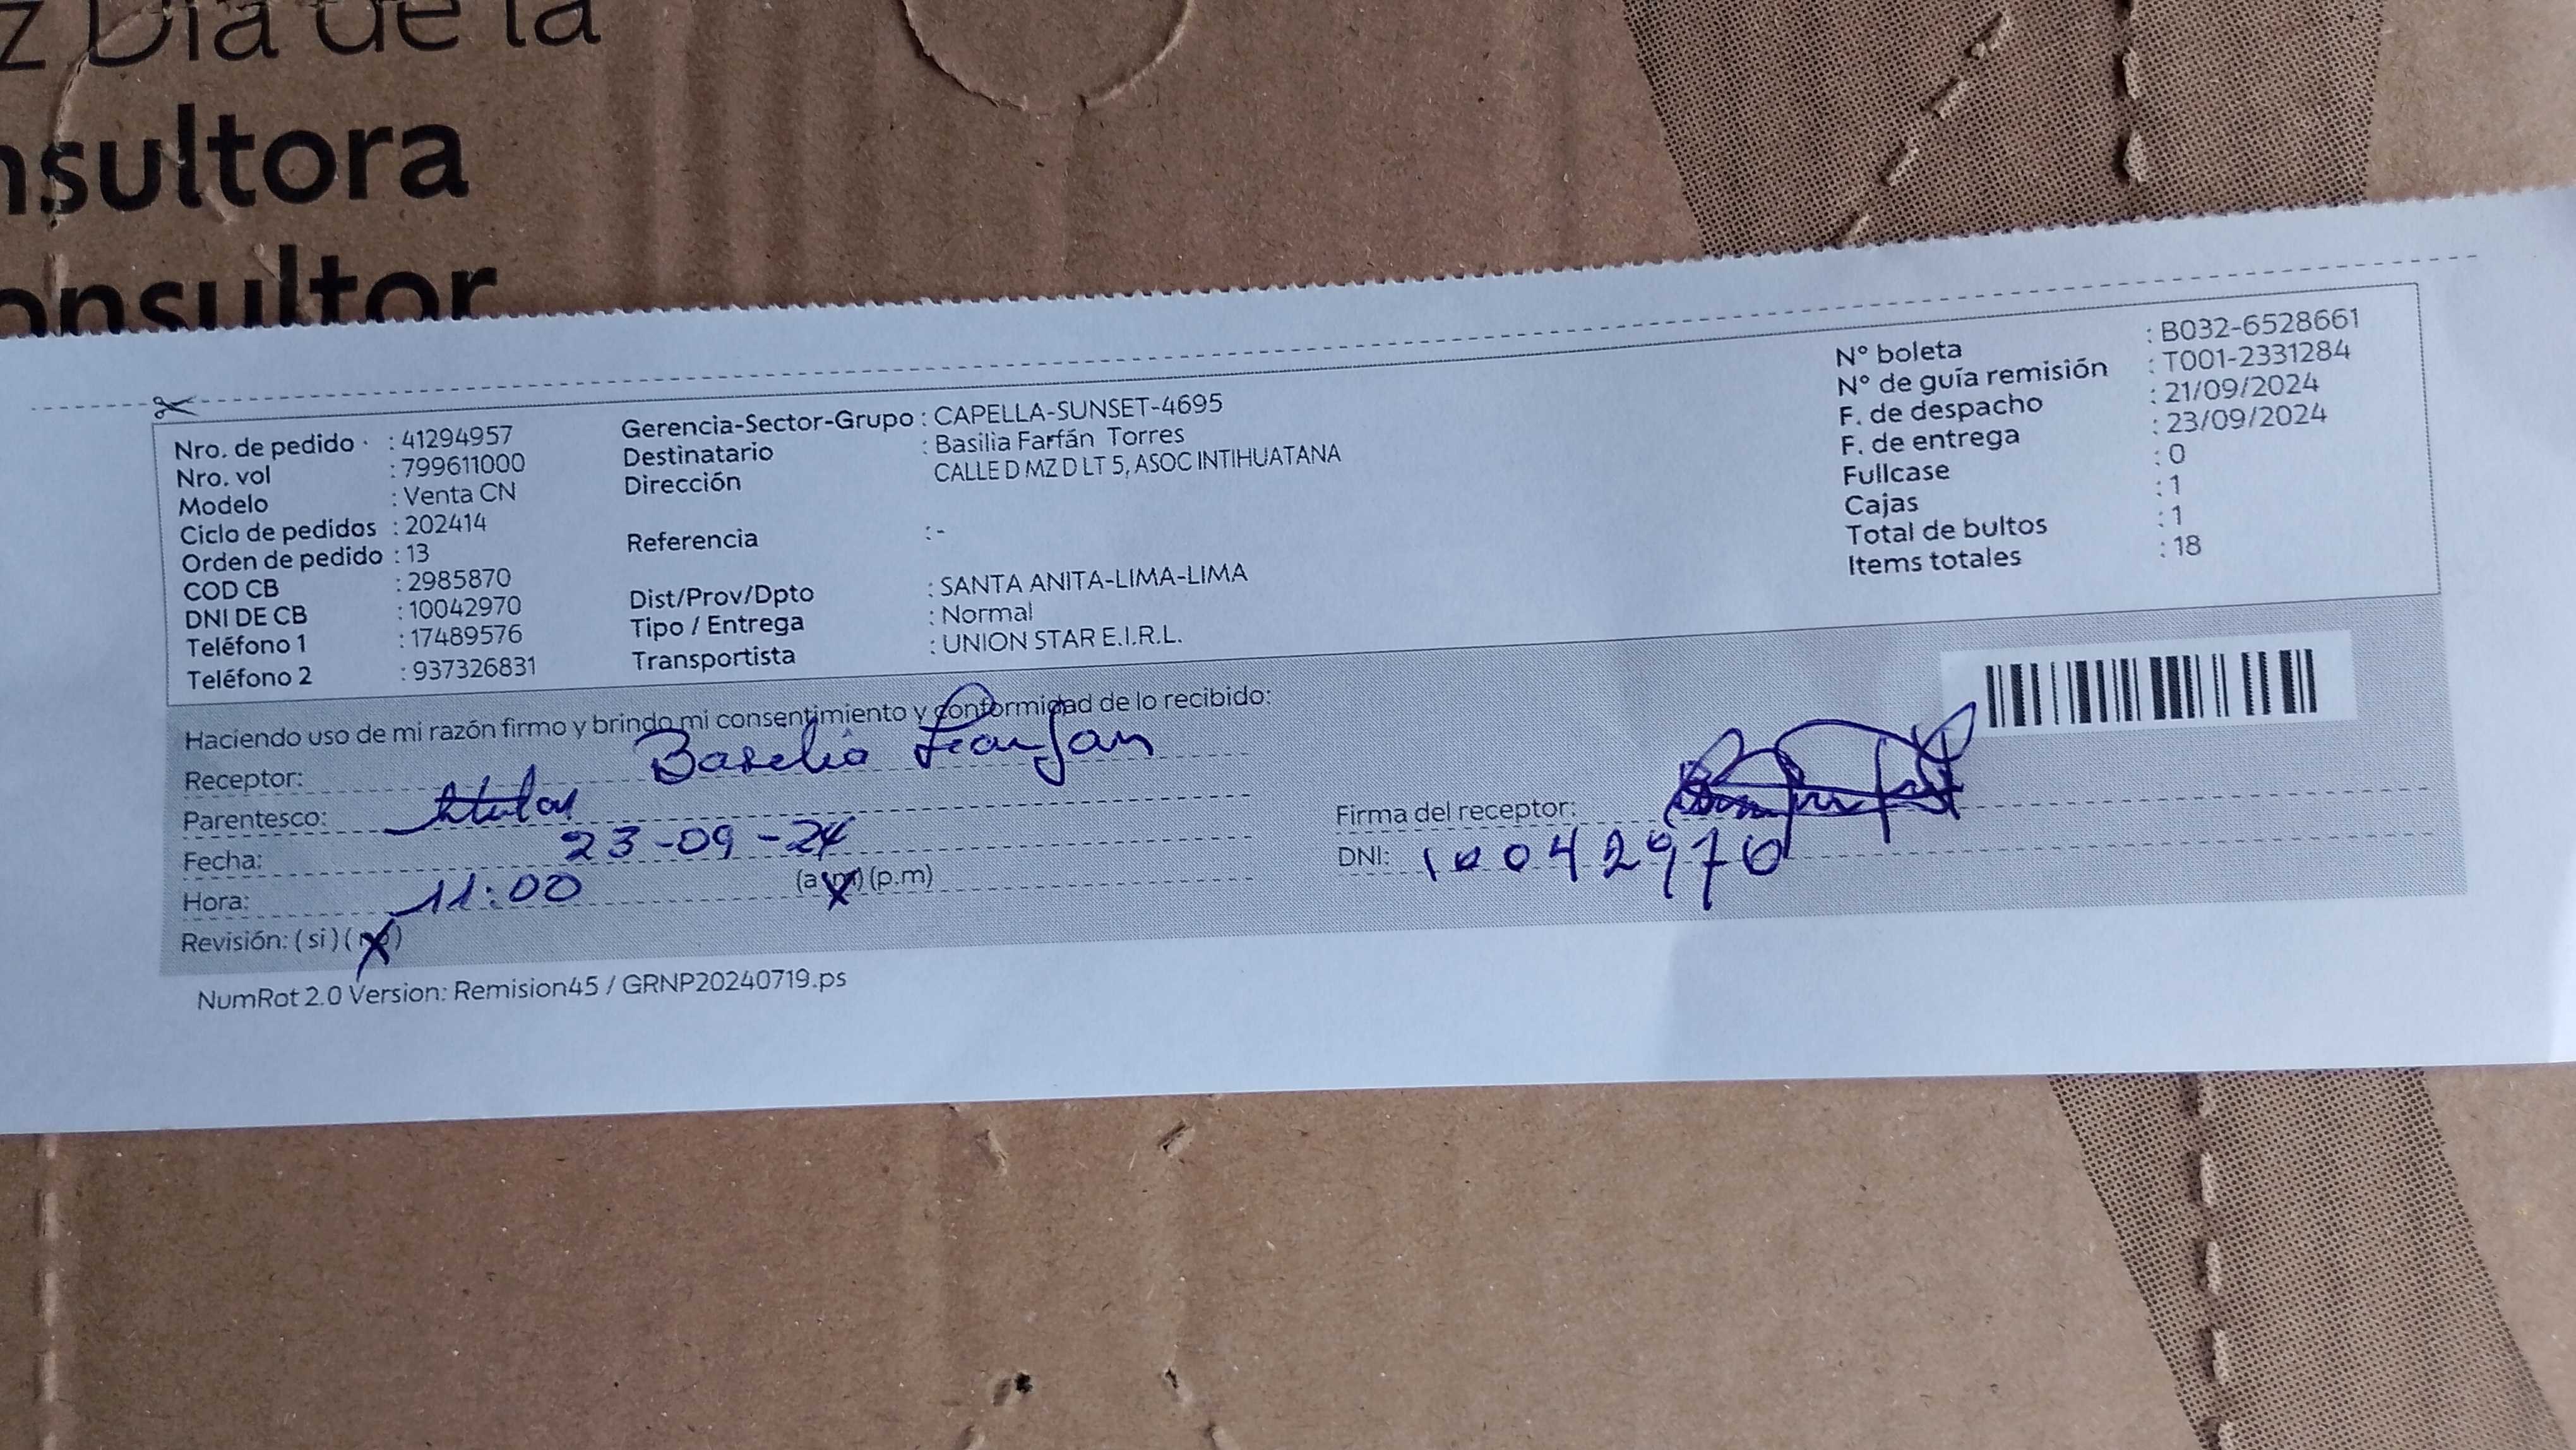 z Día de la
nsultora
onsultor
Nro. de pedido : 41294957
Nro. vol : 799611000
Modelo : Venta CN
Ciclo de pedidos : 202414
Orden de pedido : 13
COD CB : 2985870
DNI DE CB : 10042970
Teléfono 1 : 17489576
Teléfono 2 : 937326831
Gerencia-Sector-Grupo : CAPELLA-SUNSET-4695
Destinatario : Basilia Farfán Torres
Dirección CALLE D MZ D LT 5, ASOC INTIHUATANA
Referencia : -
Dist/Prov/Dpto : SANTA ANITA-LIMA-LIMA
Tipo / Entrega : Normal
Transportista : UNION STAR E.I.R.L.
N° boleta : B032-6528661
N° de guía remisión : T001-2331284
F. de despacho : 21/09/2024
F. de entrega : 23/09/2024
Fullcase : 0
Cajas : 1
Total de bultos : 1
Items totales : 18
Haciendo uso de mi razón firmo y brindo mi consentimiento y conformidad de lo recibido:
Receptor: Basilia Farfan
Parentesco: titular
Fecha: 23-09-24
Hora: 11:00 (a.m) (p.m)
Revisión: (si) (no)
Firma del receptor:
DNI: 10042970
NumRot 2.0 Version: Remision45 / GRNP20240719.ps